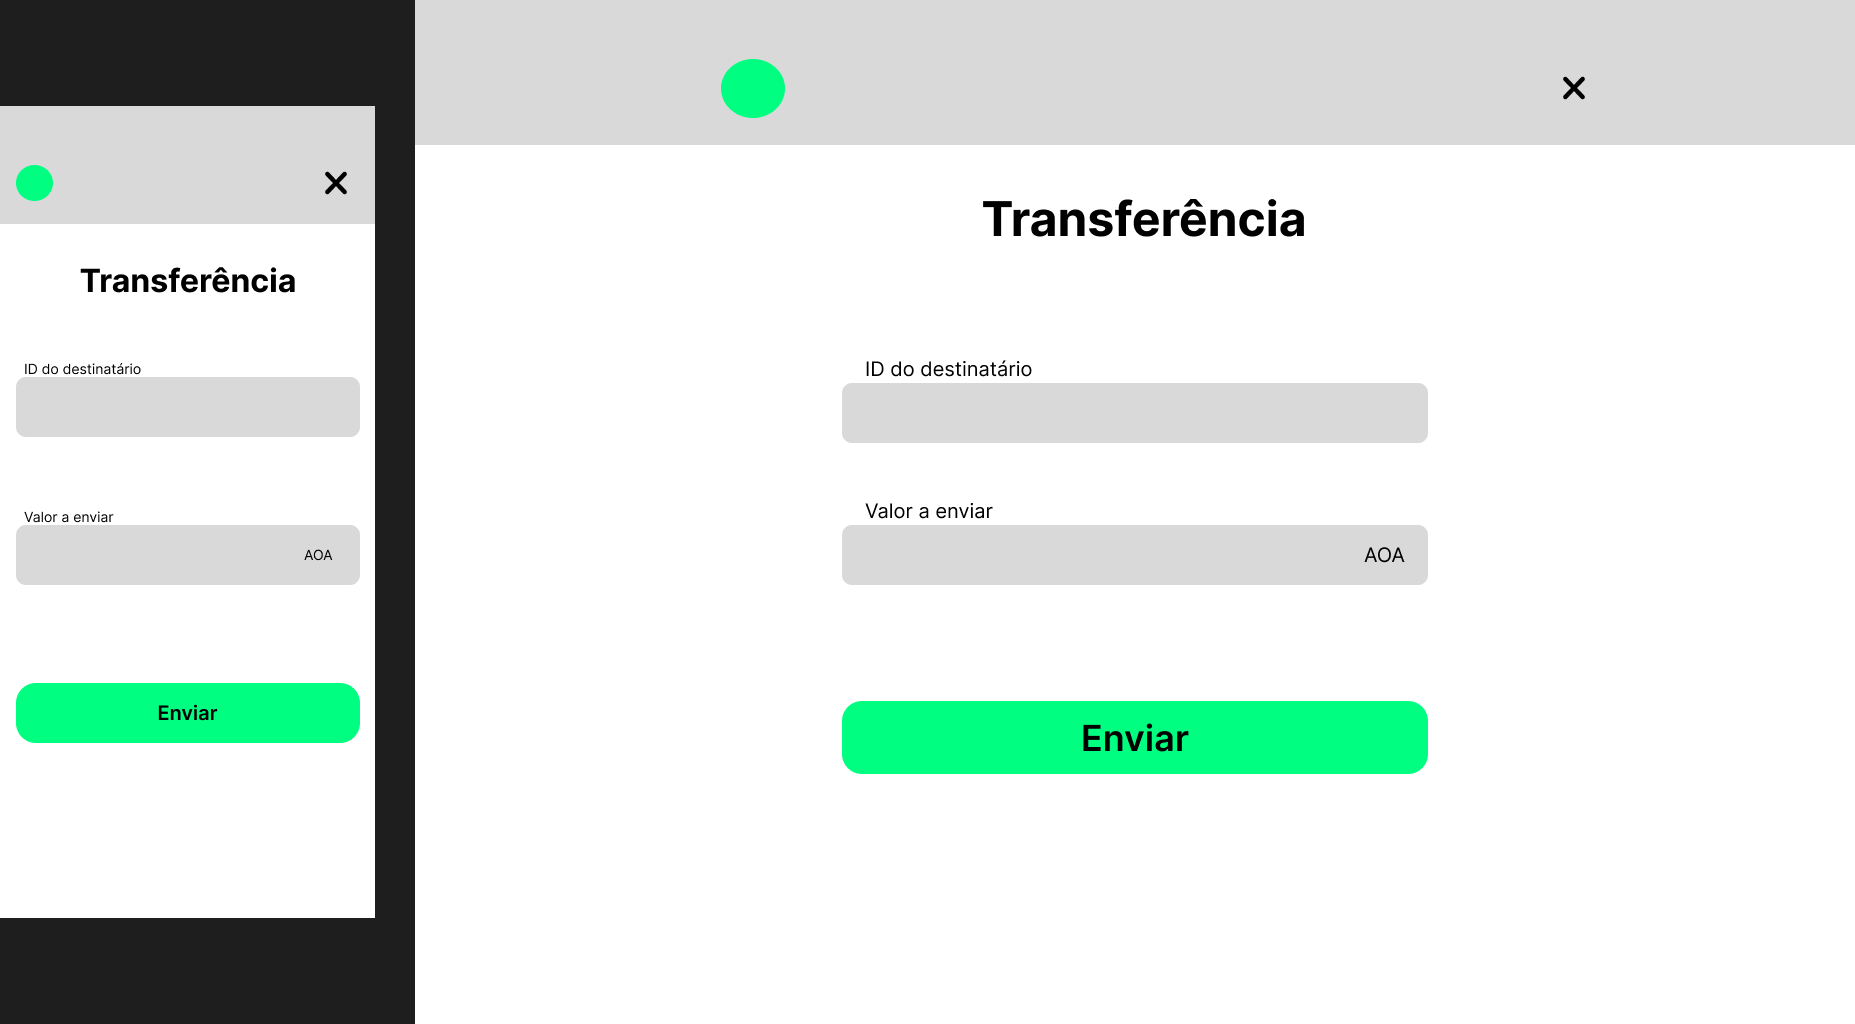 Transferência
ID do destinatário
Valor a enviar
AOA
Enviar
Transferência
ID do destinatário
Valor a enviar
AOA
Enviar